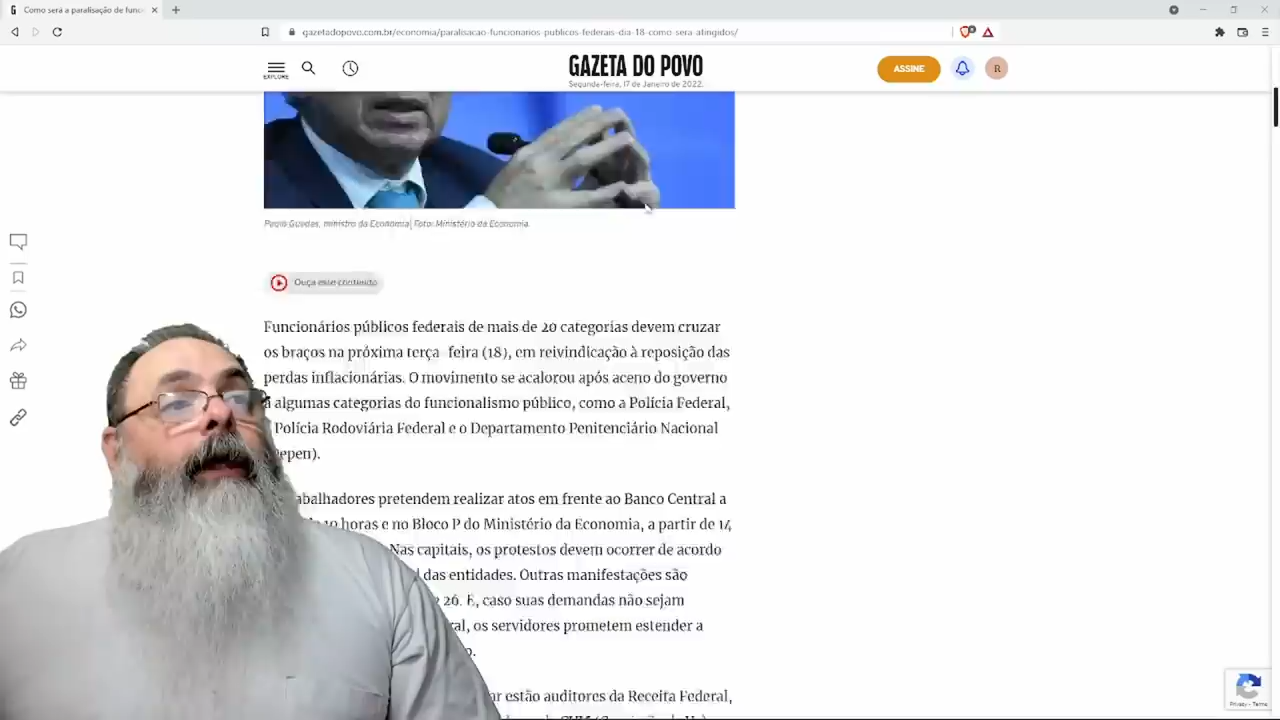 Como será a paralisação de func
gazetadopovo.com.br/economia/paralisacao-funcionarios-publicos-federais-dia-18-como-sera-atingidos/
EXPLORE
GAZETA DO POVO
Segunda-feira, 17 de Janeiro de 2022.
ASSINE
R
Paulo Guedes, ministro da Economia| Foto: Ministério da Economia.
Ouça este conteúdo
Funcionários públicos federais de mais de 20 categorias devem cruzar
os braços na próxima terça-feira (18), em reivindicação à reposição das
perdas inflacionárias. O movimento se acalorou após aceno do governo
a algumas categorias do funcionalismo público, como a Polícia Federal,
Polícia Rodoviária Federal e o Departamento Penitenciário Nacional
epen).
abalhadores pretendem realizar atos em frente ao Banco Central a
10 horas e no Bloco P do Ministério da Economia, a partir de 14
Nas capitais, os protestos devem ocorrer de acordo
das entidades. Outras manifestações são
26. E, caso suas demandas não sejam
os servidores prometem estender a
ar estão auditores da Receita Federal,
Privacy - Terms